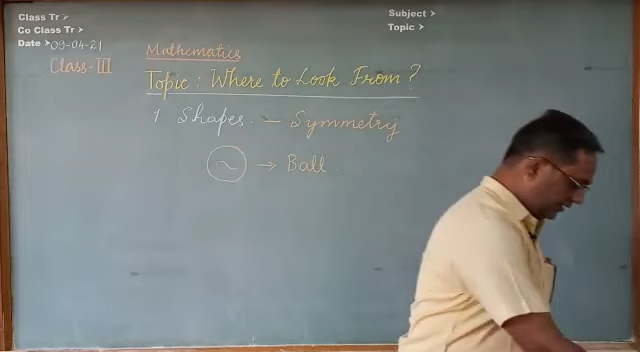 Class Tr >
Co Class Tr >
Date > 09-04-21
Subject >
Topic >
Class-III
Mathematics
Topic : Where to Look From ?
1 Shapes. — Symmetry
→ Ball.